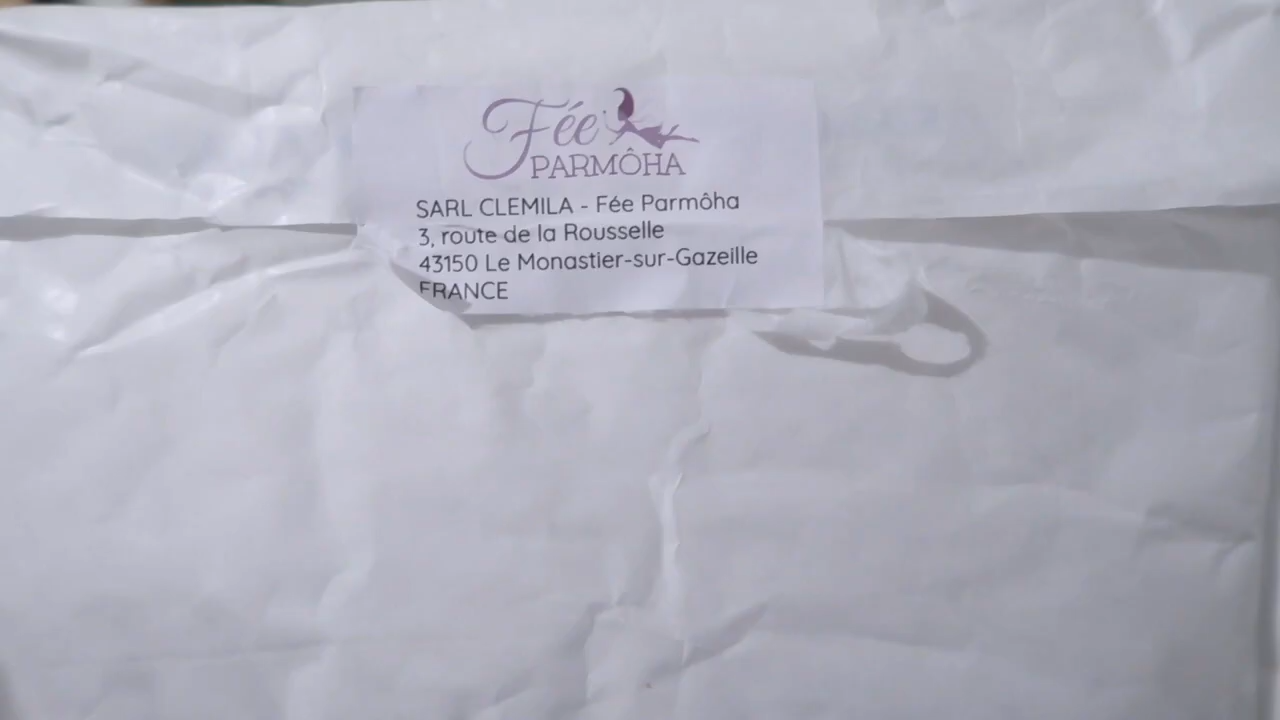 Fée
PARMÔHA
SARL CLEMILA - Fée Parmôha
3, route de la Rousselle
43150 Le Monastier-sur-Gazeille
FRANCE